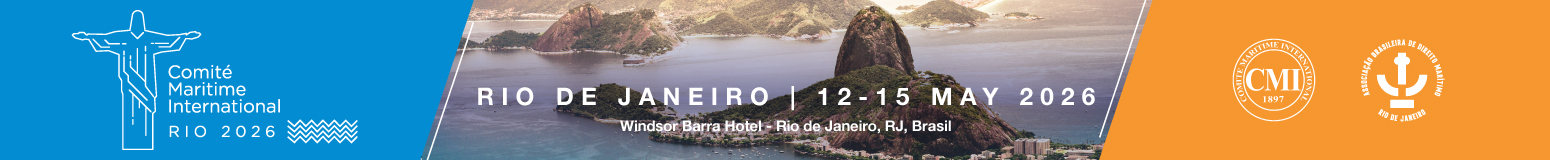 Comité
Maritime
International
RIO 2026
RIO DE JANEIRO | 12-15 MAY 2026
Windsor Barra Hotel - Rio de Janeiro, RJ, Brasil
COMITE MARITIME INTERNATIONAL
CMI
1897
ASSOCIAÇÃO BRASILEIRA DE DIREITO MARÍTIMO
RIO DE JANEIRO